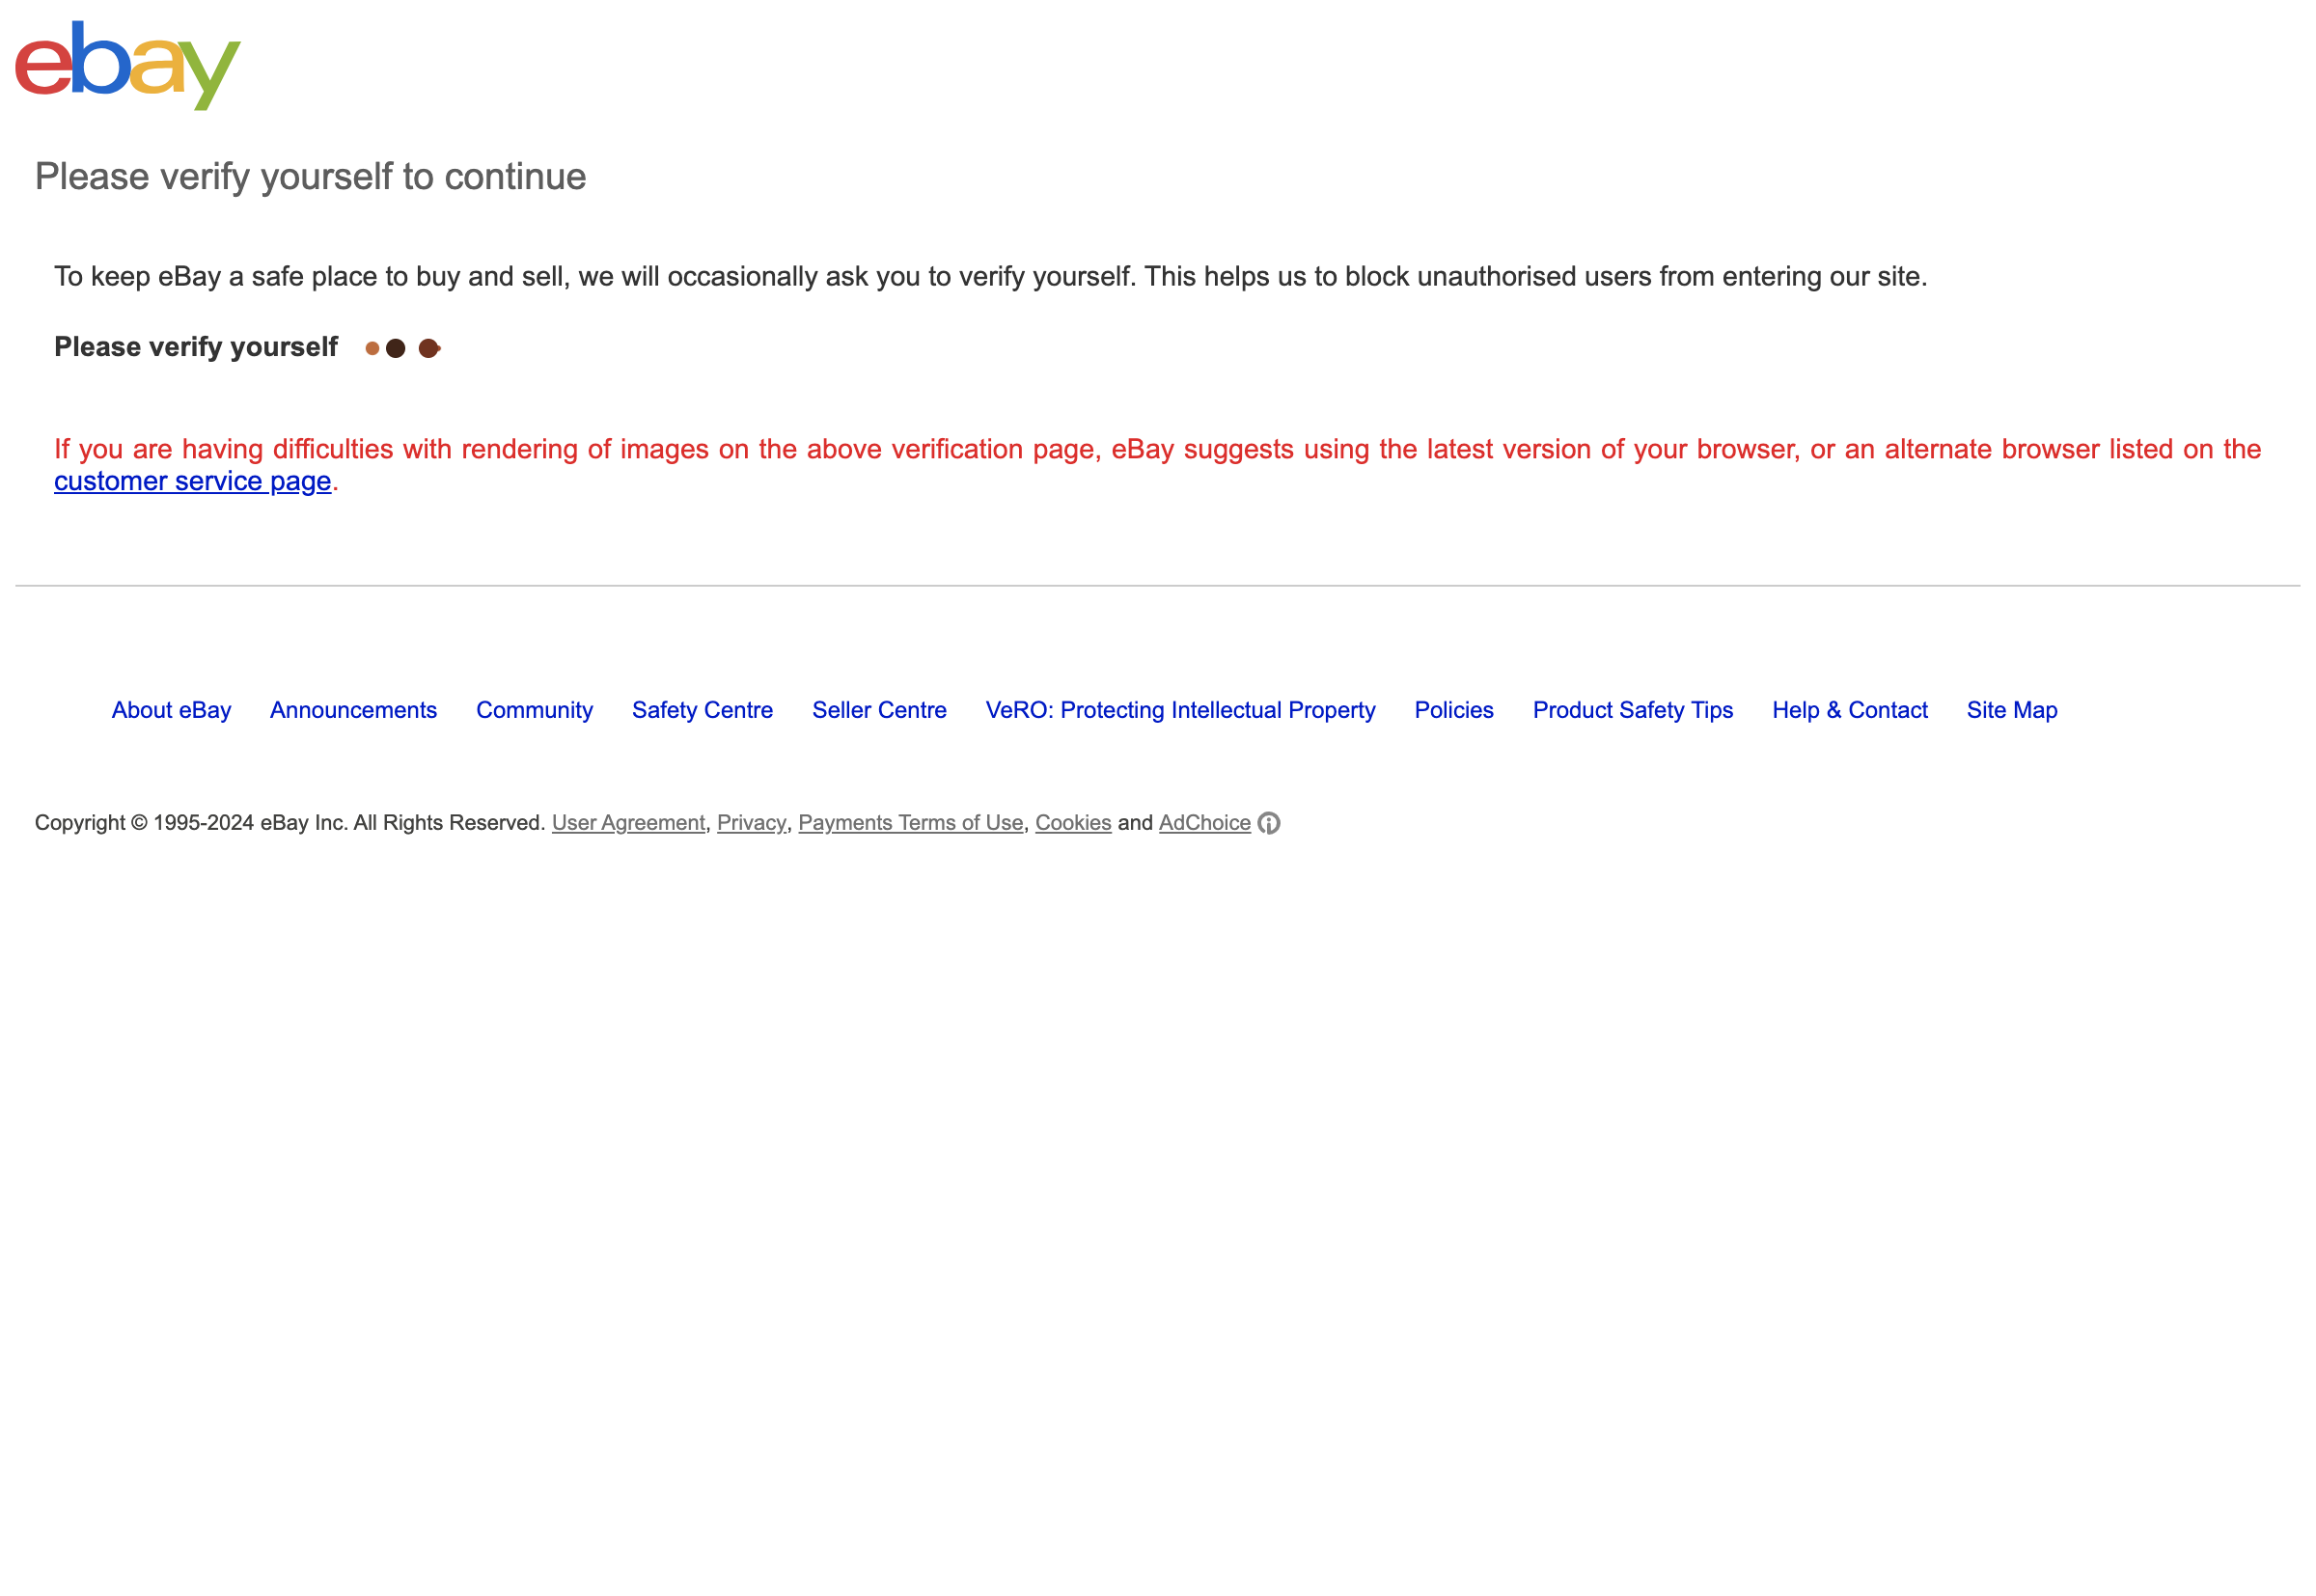 ebay
Please verify yourself to continue
To keep eBay a safe place to buy and sell, we will occasionally ask you to verify yourself. This helps us to block unauthorised users from entering our site.
Please verify yourself
If you are having difficulties with rendering of images on the above verification page, eBay suggests using the latest version of your browser, or an alternate browser listed on the
customer service page.
About eBay Announcements Community Safety Centre Seller Centre VeRO: Protecting Intellectual Property Policies Product Safety Tips Help & Contact Site Map
Copyright © 1995-2024 eBay Inc. All Rights Reserved. User Agreement, Privacy, Payments Terms of Use, Cookies and AdChoice